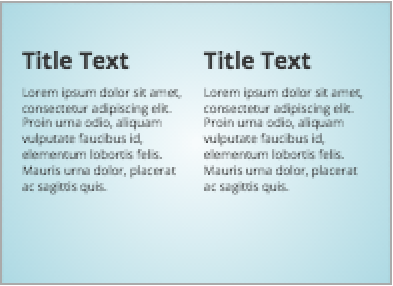 Title Text
Lorem ipsum dolor sit amet,
consectetur adipiscing elit.
Proin urna odio, aliquam
vulputate faucibus id,
elementum lobortis felis.
Mauris urna dolor, placerat
ac sagittis quis.
Title Text
Lorem ipsum dolor sit amet,
consectetur adipiscing elit.
Proin urna odio, aliquam
vulputate faucibus id,
elementum lobortis felis.
Mauris urna dolor, placerat
ac sagittis quis.